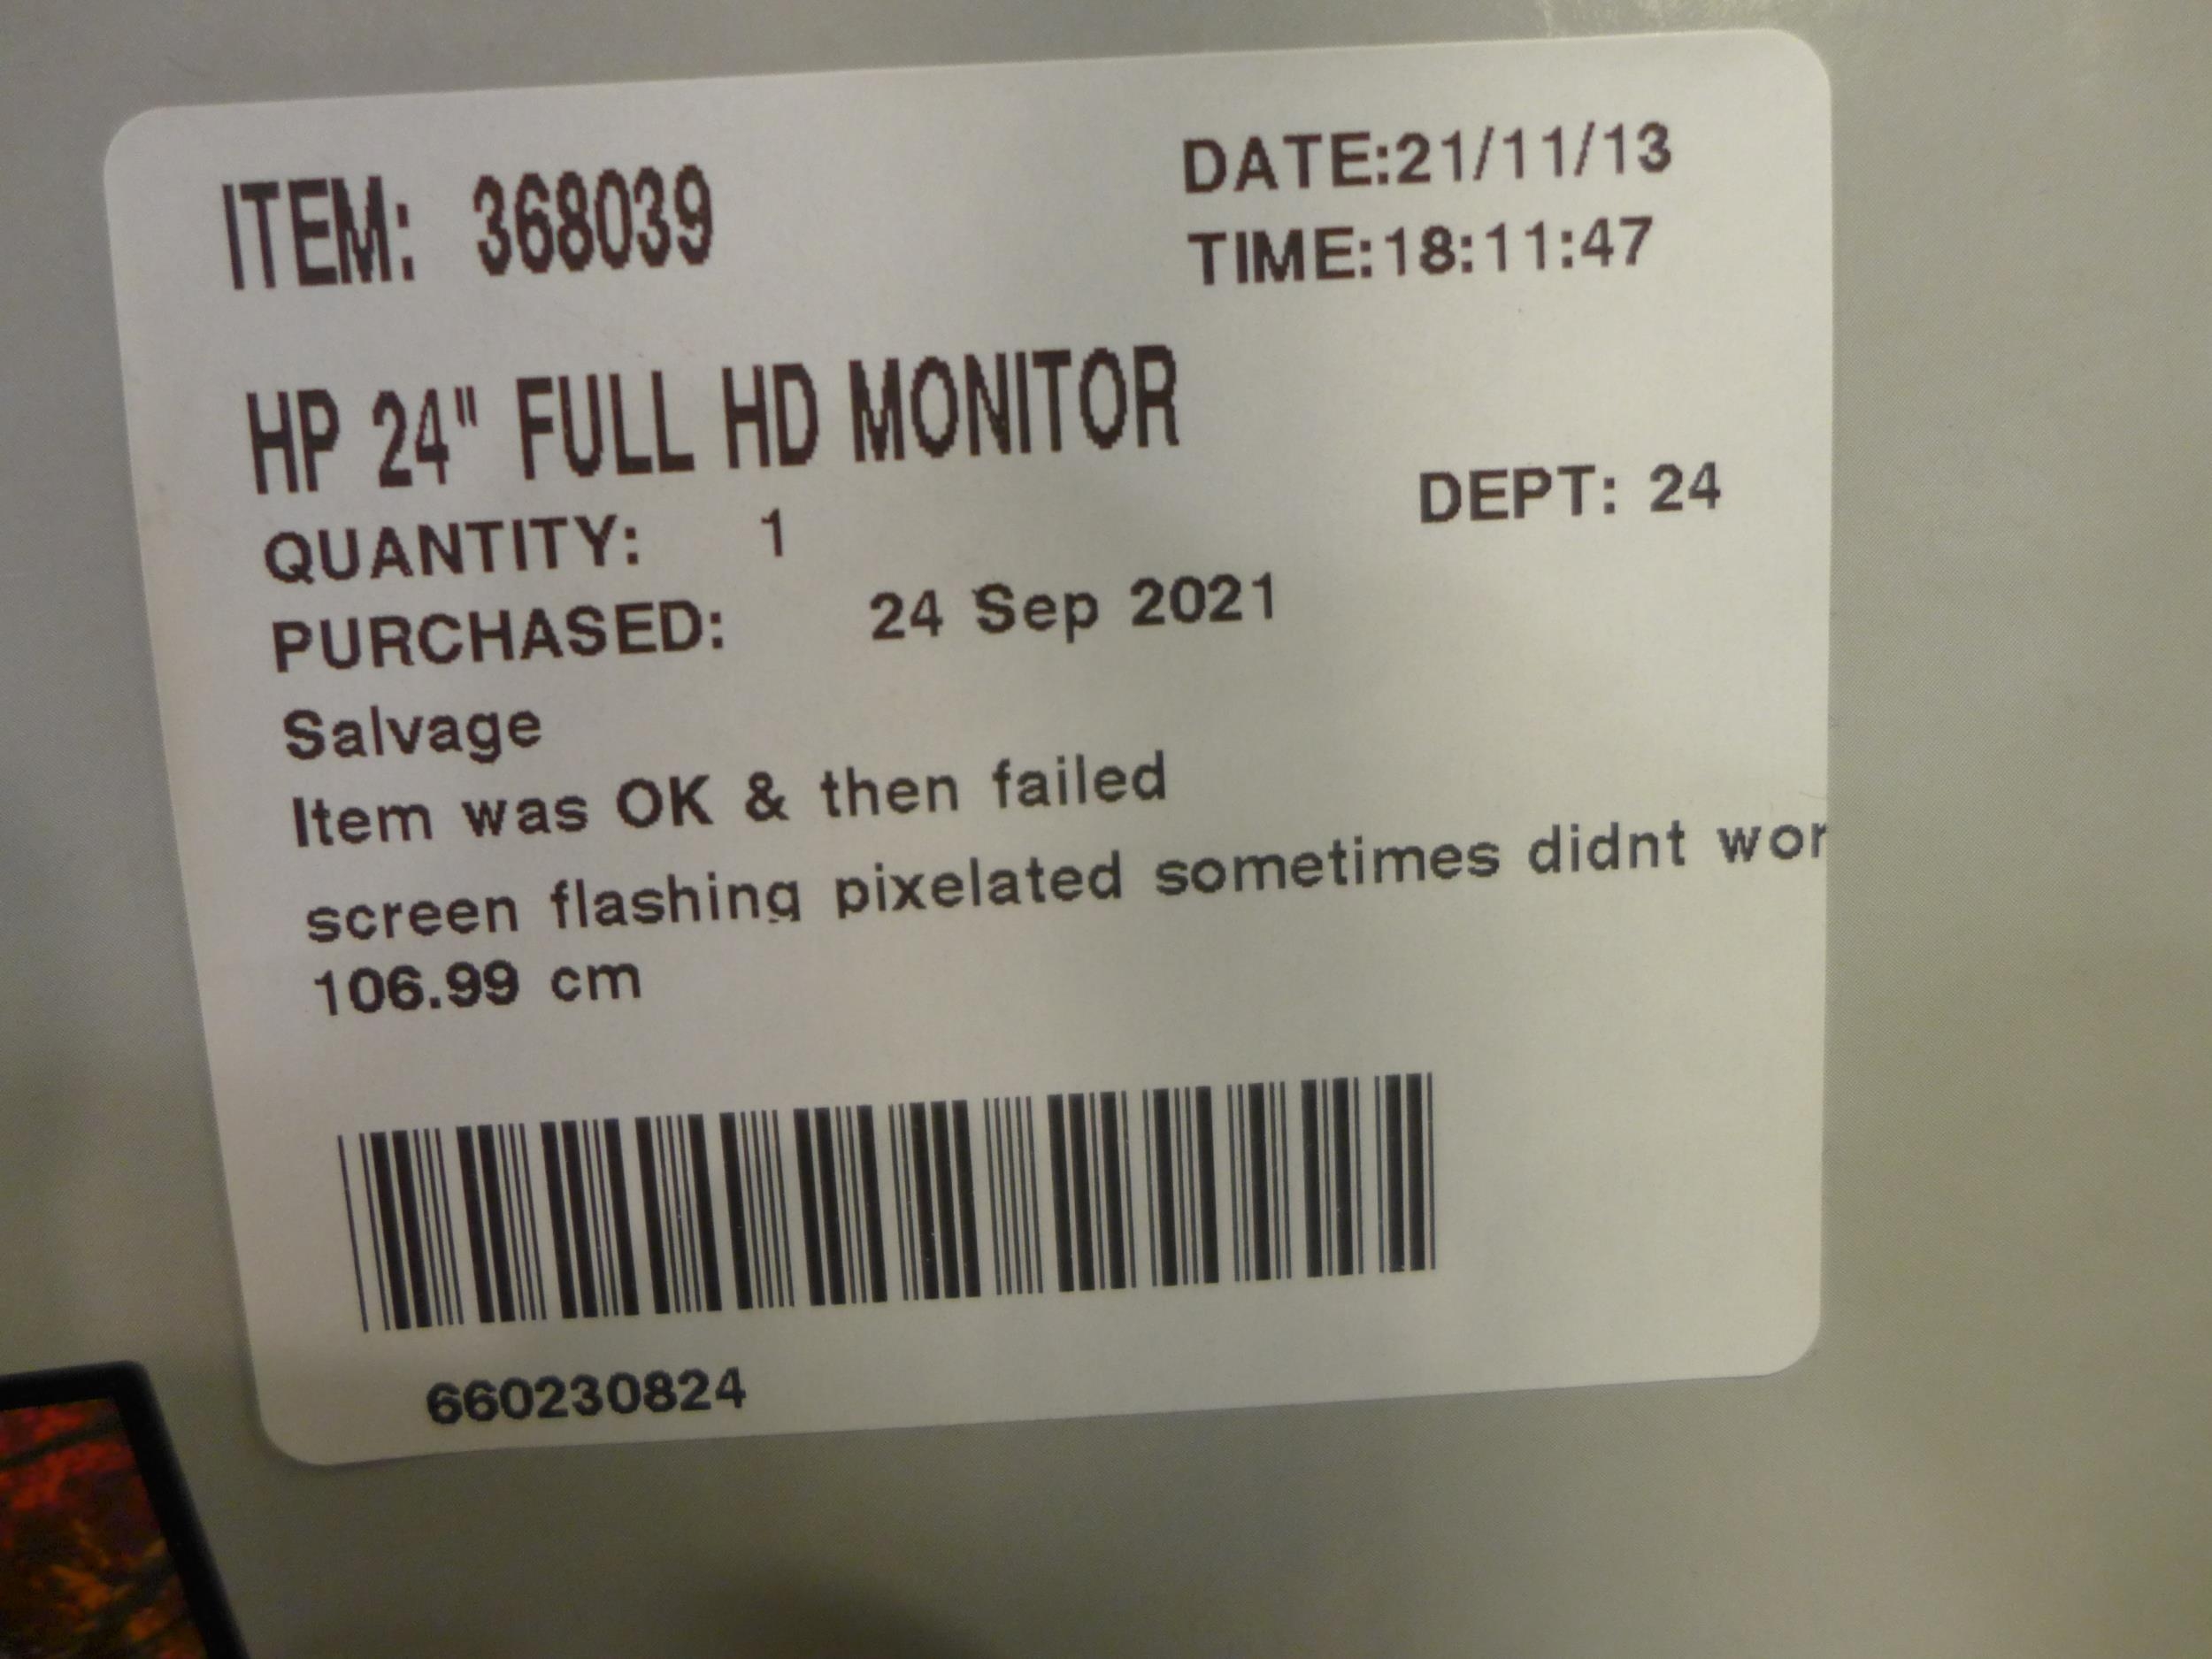 ITEM: 368039
DATE:21/11/13
TIME:18:11:47
HP 24" FULL HD MONITOR
DEPT: 24
QUANTITY: 1
PURCHASED: 24 Sep 2021
Salvage
Item was OK & then failed
screen flashing pixelated sometimes didnt wor
106.99 cm
660230824